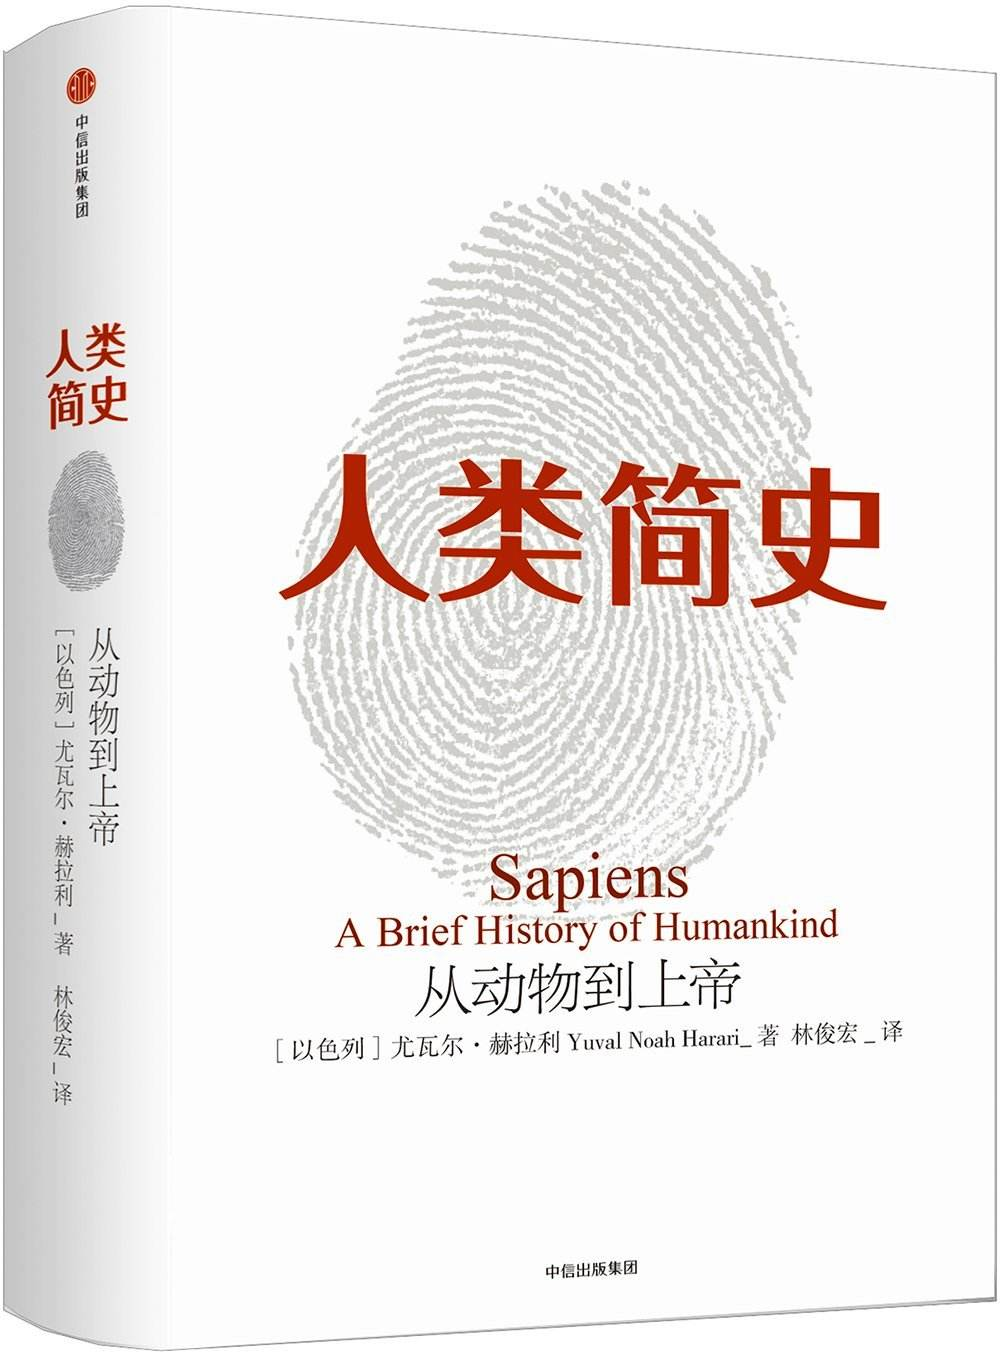 中信出版集团
人类
简史
从动物到上帝
[以色列]尤瓦尔·赫拉利_著 林俊宏_译
人类简史
Sapiens
A Brief History of Humankind
从动物到上帝
[以色列]尤瓦尔·赫拉利 Yuval Noah Harari_著 林俊宏_译
中信出版集团